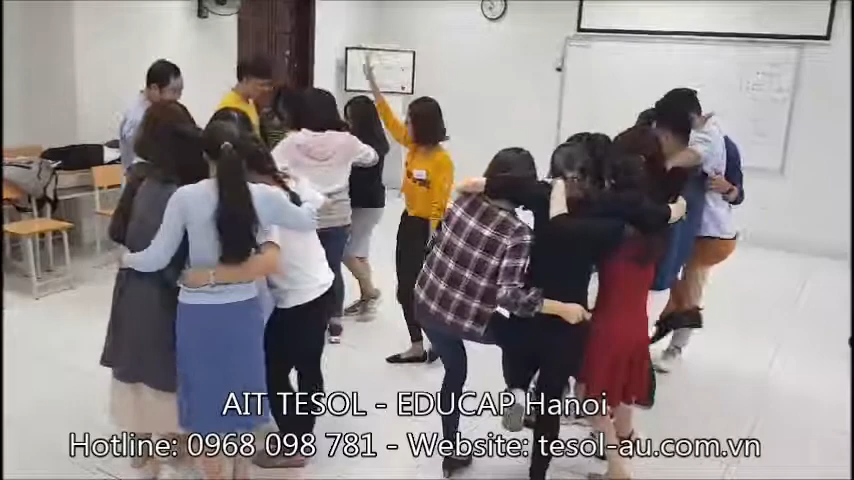 AIT TESOL - EDUCAP - Hanoi
Hotline: 0968 098 781 - Website: tesol-au.com.vn